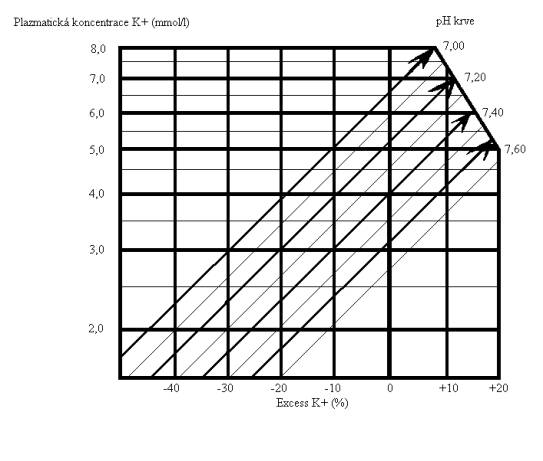 Plazmatická koncentrace K+ (mmol/l)
pH krve
8,0
7,00
7,0
7,20
6,0
7,40
5,0
7,60
4,0
3,0
2,0
-40 -30 -20 -10 0 +10 +20
Excess K+ (%)